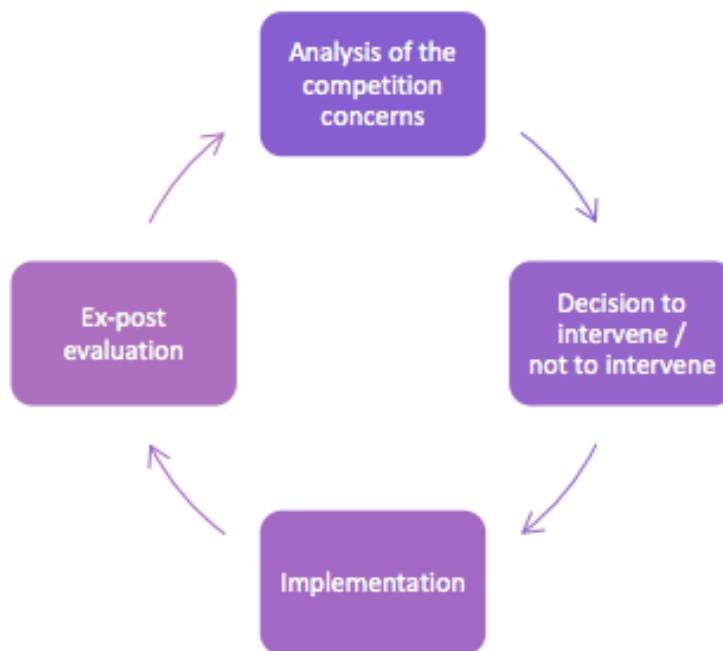 Analysis of the
competition
concerns
Decision to
intervene /
not to intervene
Implementation
Ex-post
evaluation